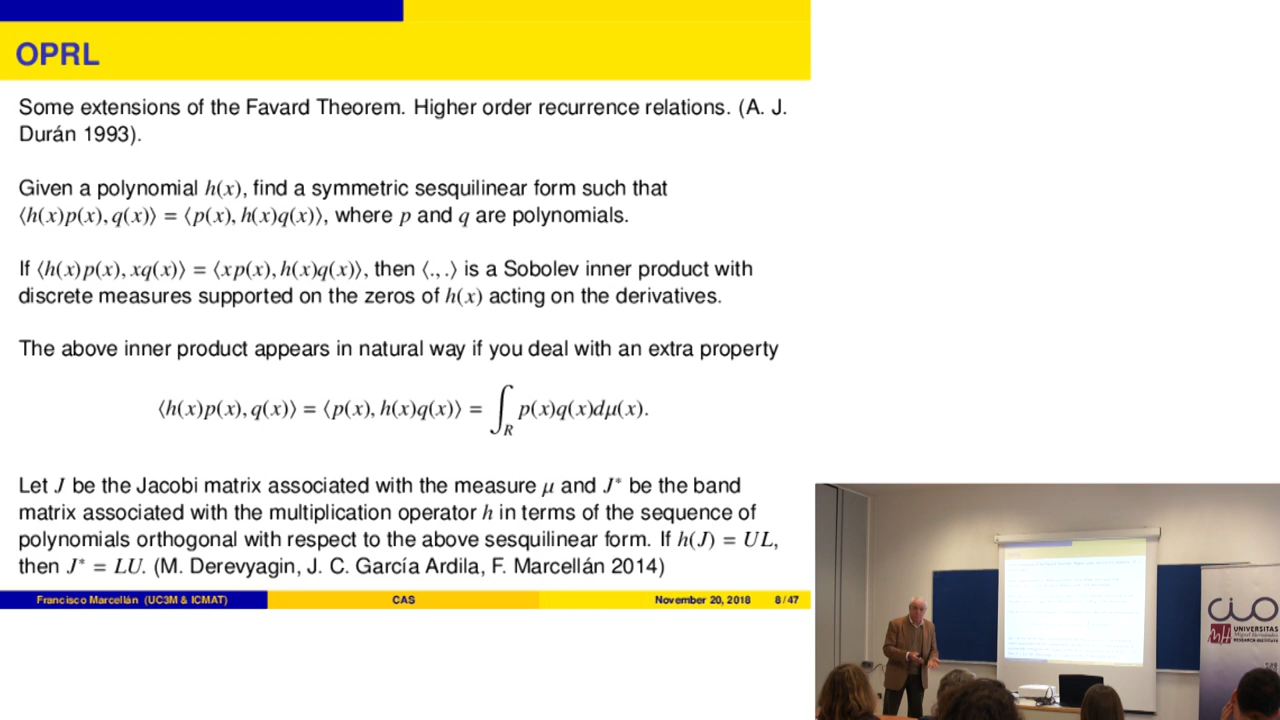 OPRL
Some extensions of the Favard Theorem. Higher order recurrence relations. (A. J.
Durán 1993).
Given a polynomial h(x), find a symmetric sesquilinear form such that
⟨h(x)p(x), q(x)⟩ = ⟨p(x), h(x)q(x)⟩, where p and q are polynomials.
If ⟨h(x)p(x), xq(x)⟩ = ⟨xp(x), h(x)q(x)⟩, then ⟨., .⟩ is a Sobolev inner product with
discrete measures supported on the zeros of h(x) acting on the derivatives.
The above inner product appears in natural way if you deal with an extra property
⟨h(x)p(x), q(x)⟩ = ⟨p(x), h(x)q(x)⟩ = ∫_R p(x)q(x)dμ(x).
Let J be the Jacobi matrix associated with the measure μ and J* be the band
matrix associated with the multiplication operator h in terms of the sequence of
polynomials orthogonal with respect to the above sesquilinear form. If h(J) = UL,
then J* = LU. (M. Derevyagin, J. C. García Ardila, F. Marcellán 2014)
Francisco Marcellán (UC3M & ICMAT) CAS November 20, 2018 8 / 47
CIO
UNIVERSITAS
Miguel Hernández
RESEARCH INSTITUTE